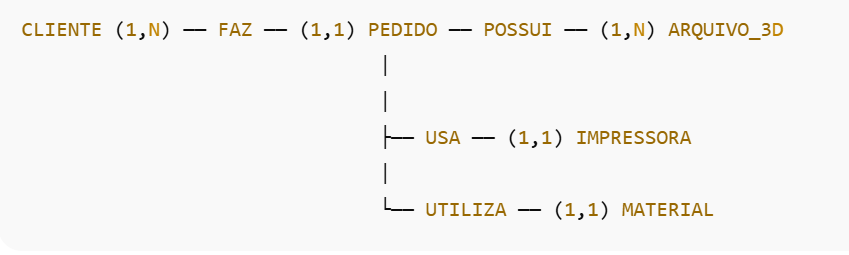 CLIENTE (1,N) — FAZ — (1,1) PEDIDO — POSSUI — (1,N) ARQUIVO_3D
USA — (1,1) IMPRESSORA
UTILIZA — (1,1) MATERIAL